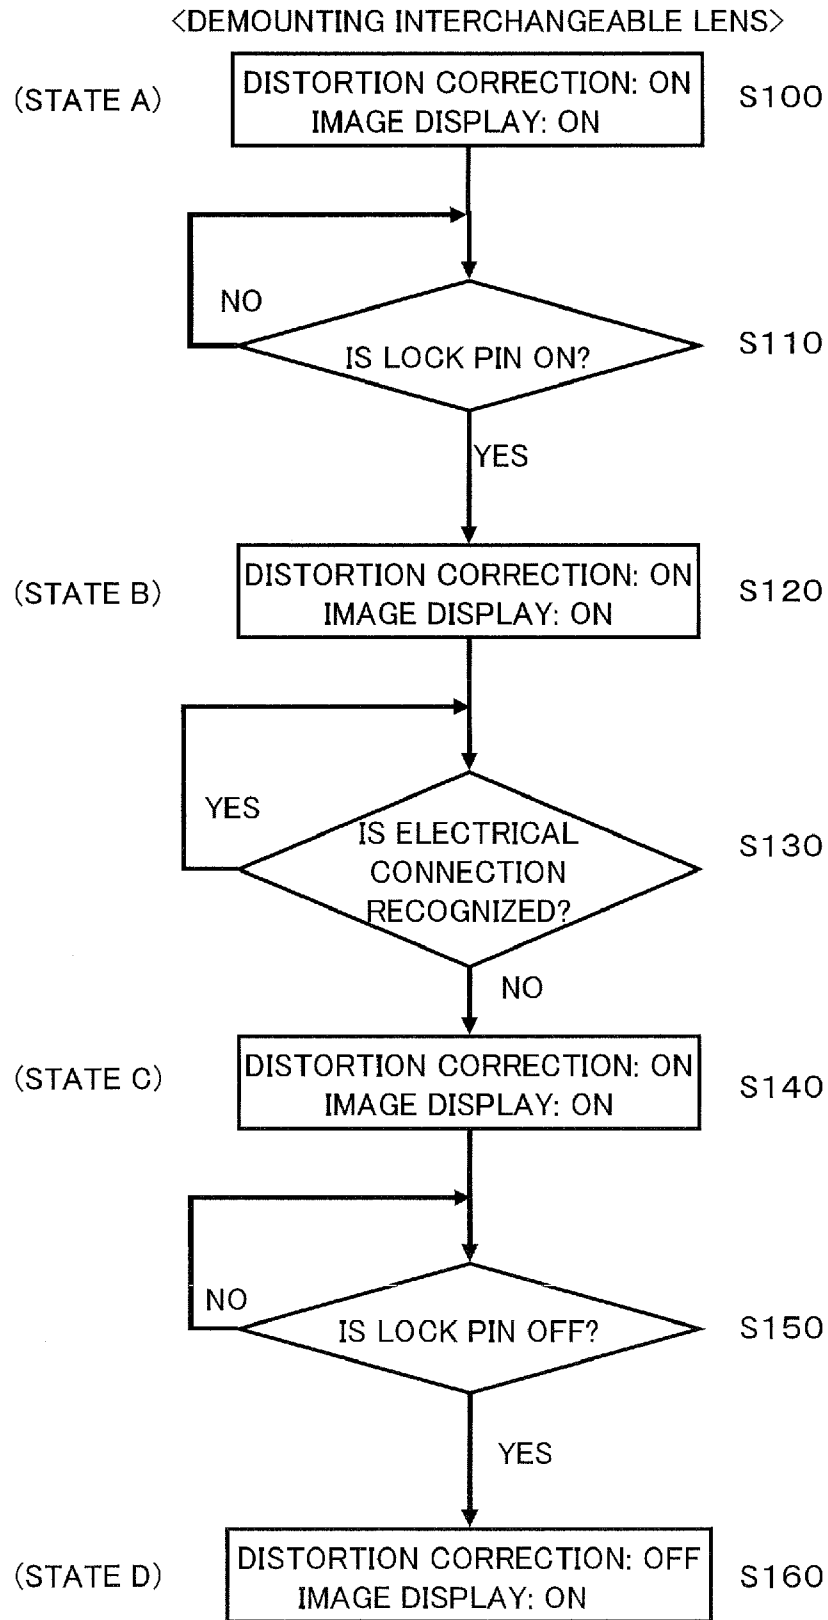 <DEMOUNTING INTERCHANGEABLE LENS>
(STATE A)
DISTORTION CORRECTION: ON
IMAGE DISPLAY: ON
S100
NO
IS LOCK PIN ON?
S110
YES
(STATE B)
DISTORTION CORRECTION: ON
IMAGE DISPLAY: ON
S120
YES
IS ELECTRICAL
CONNECTION
RECOGNIZED?
S130
NO
(STATE C)
DISTORTION CORRECTION: ON
IMAGE DISPLAY: ON
S140
NO
IS LOCK PIN OFF?
S150
YES
(STATE D)
DISTORTION CORRECTION: OFF
IMAGE DISPLAY: ON
S160